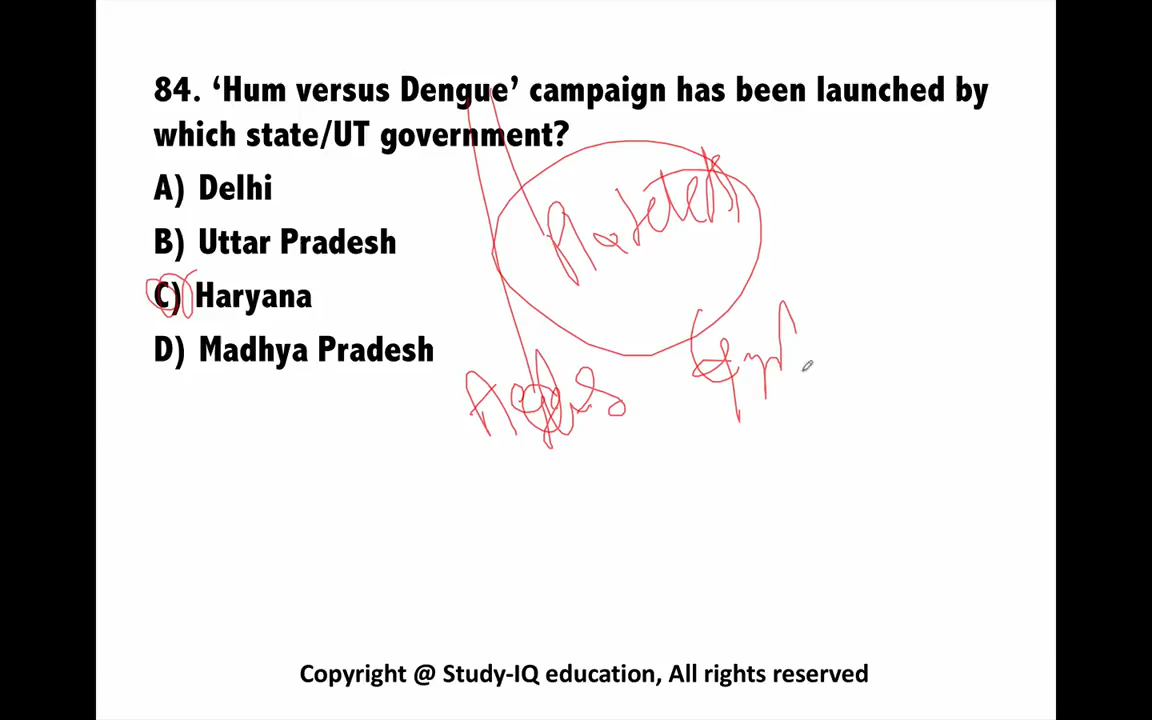 84. ‘Hum versus Dengue’ campaign has been launched by
which state/UT government?
A) Delhi
B) Uttar Pradesh
C) Haryana
D) Madhya Pradesh
Copyright @ Study-IQ education, All rights reserved